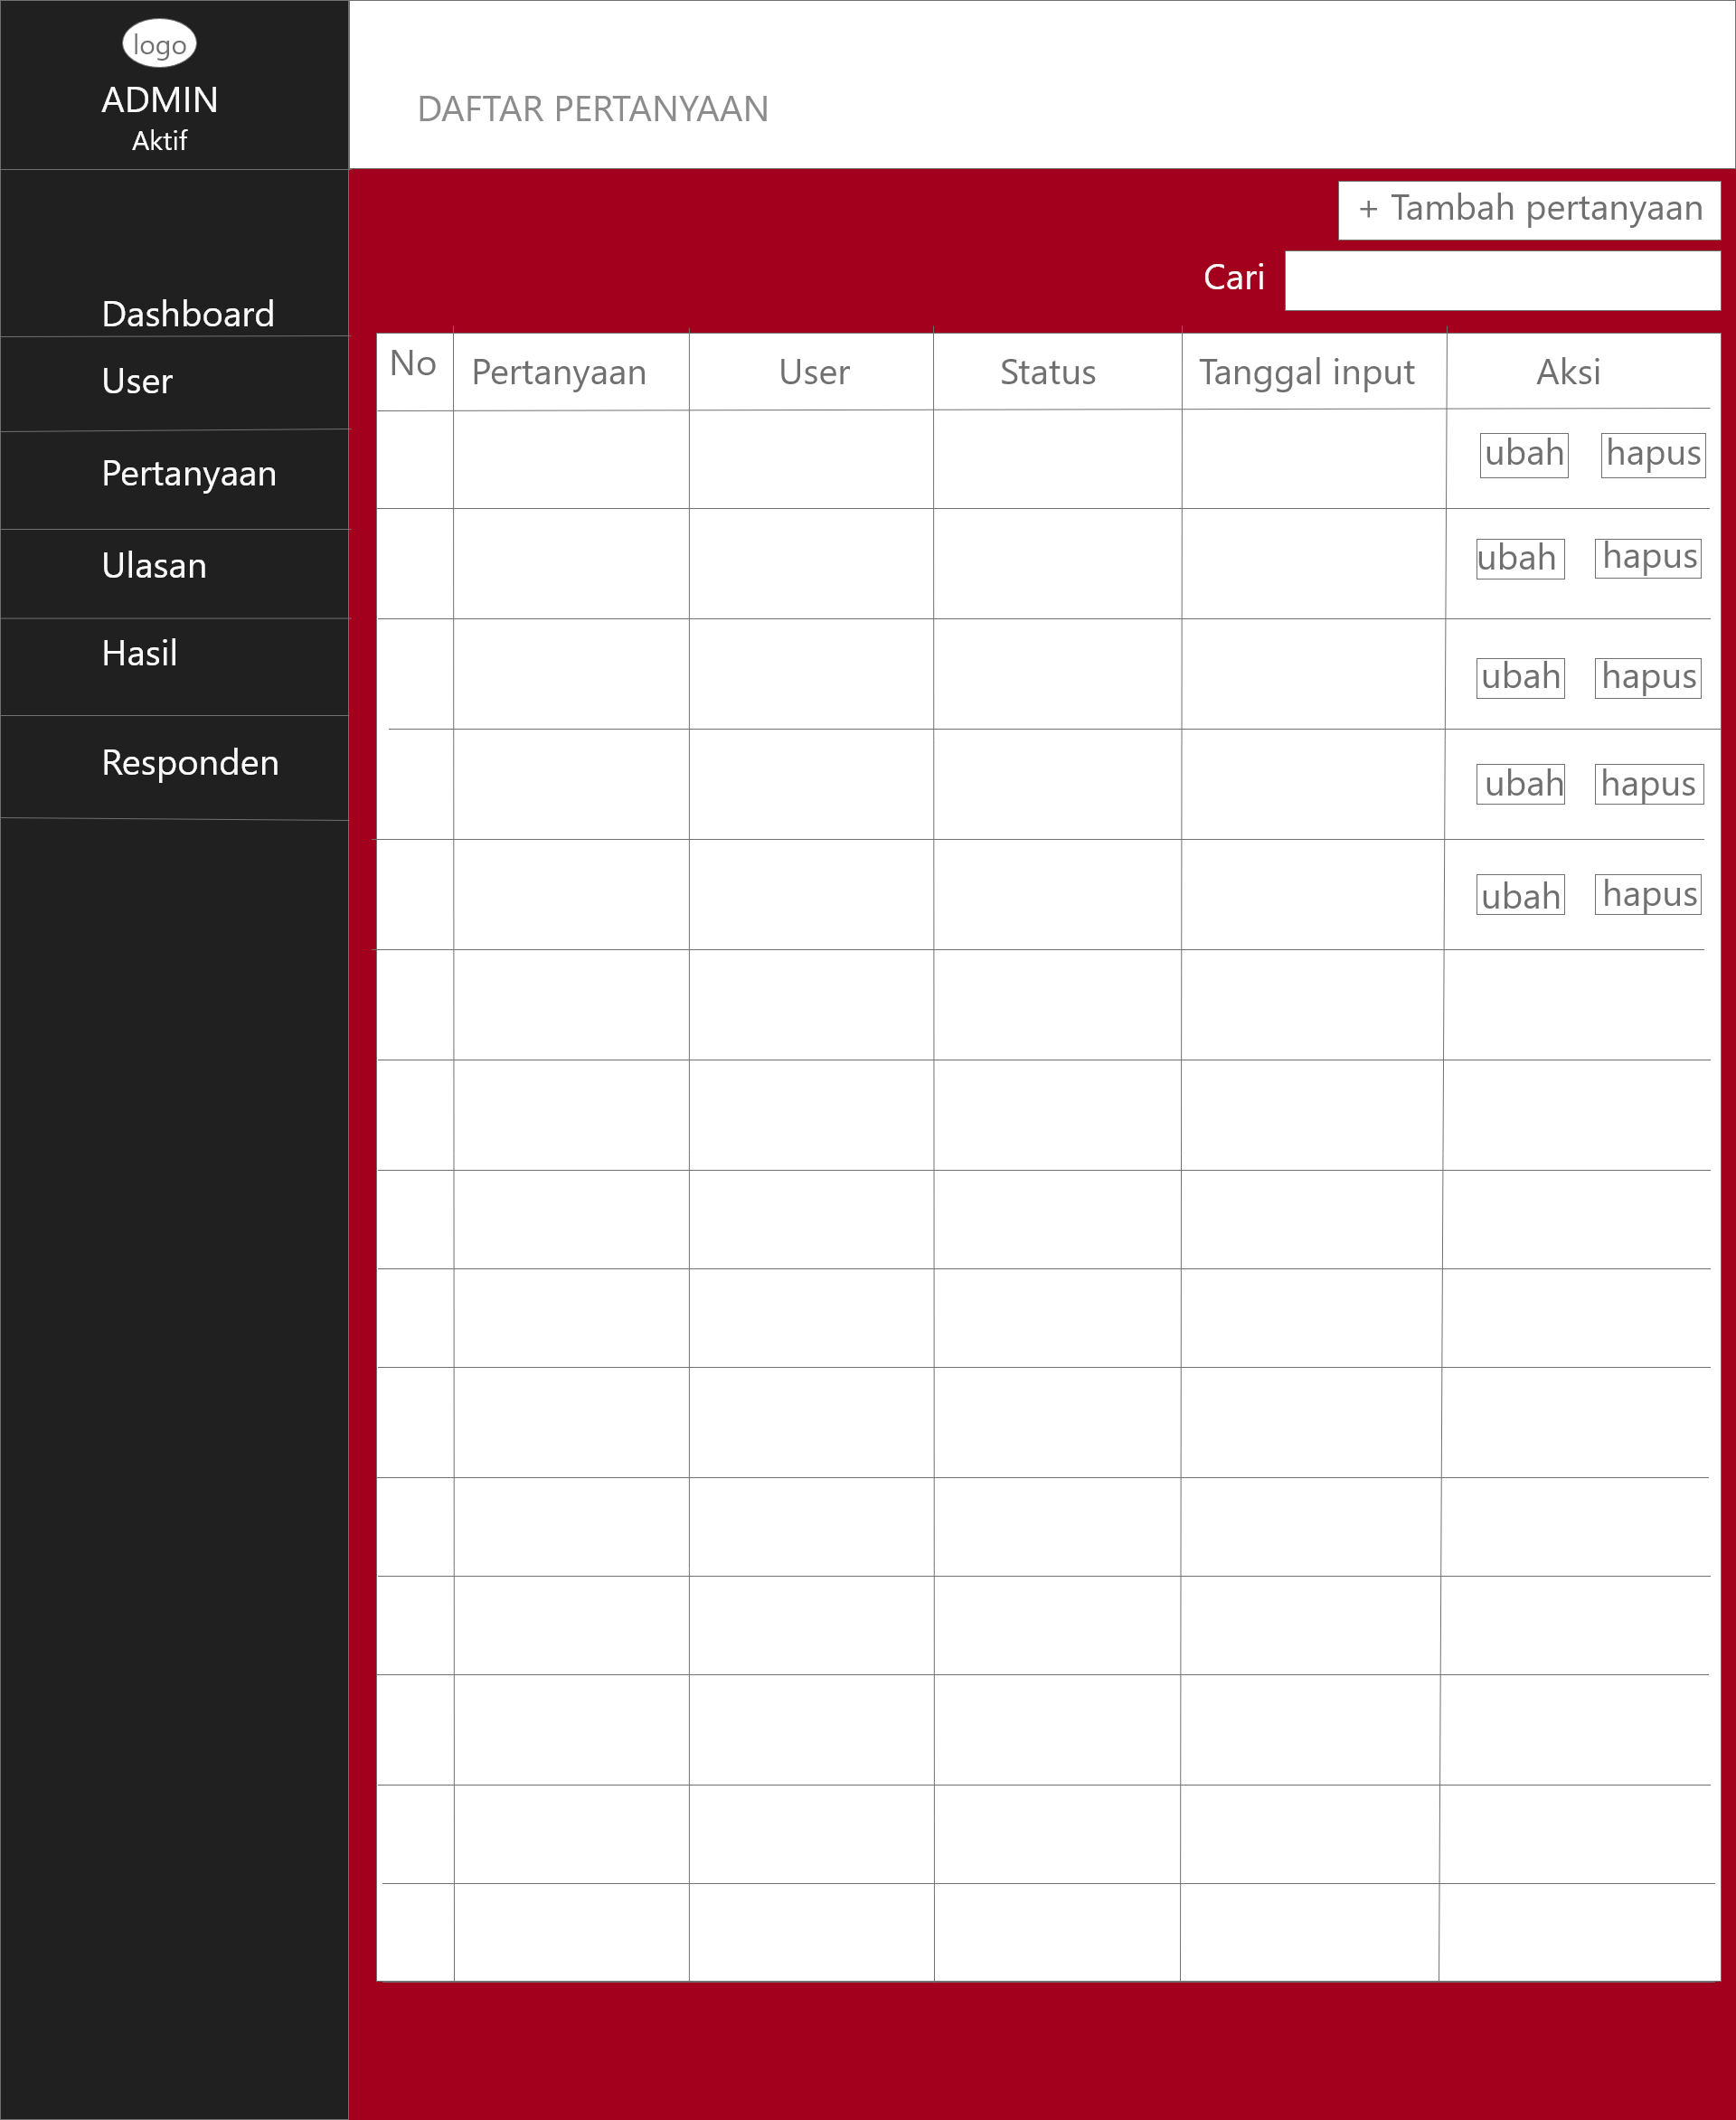 logo
ADMIN
Aktif
DAFTAR PERTANYAAN
+ Tambah pertanyaan
Cari
Dashboard
User
Pertanyaan
Ulasan
Hasil
Responden
No Pertanyaan User Status Tanggal input Aksi
ubah hapus
ubah hapus
ubah hapus
ubah hapus
ubah hapus